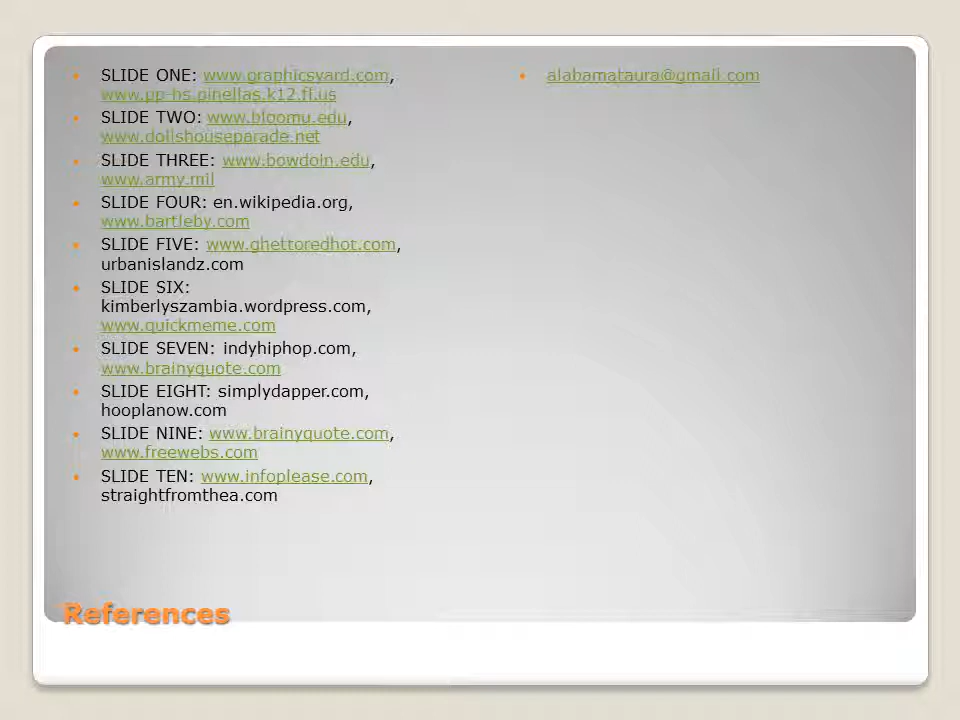 SLIDE ONE: www.graphicsyard.com,
www.pp-hs.pinellas.k12.fl.us
SLIDE TWO: www.bloomu.edu,
www.dollshouseparade.net
SLIDE THREE: www.bowdoin.edu,
www.army.mil
SLIDE FOUR: en.wikipedia.org,
www.bartleby.com
SLIDE FIVE: www.ghettoredhot.com,
urbanislandz.com
SLIDE SIX:
kimberlyszambia.wordpress.com,
www.quickmeme.com
SLIDE SEVEN: indyhiphop.com,
www.brainyquote.com
SLIDE EIGHT: simplydapper.com,
hooplanow.com
SLIDE NINE: www.brainyquote.com,
www.freewebs.com
SLIDE TEN: www.infoplease.com,
straightfromthea.com
alabamataura@gmail.com
References